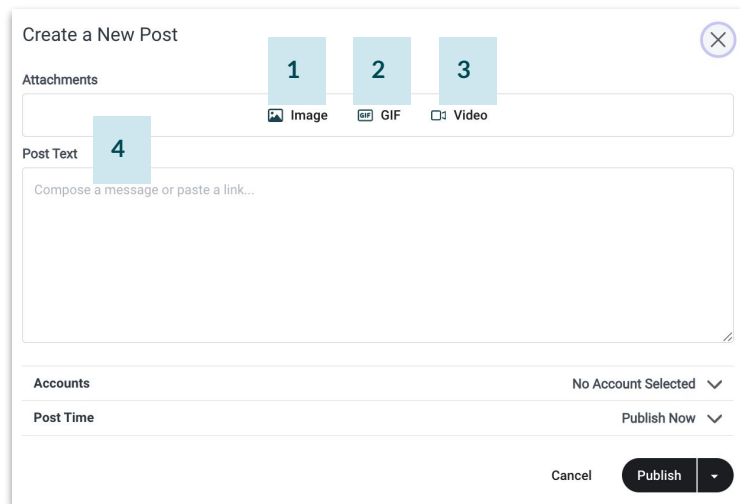 Create a New Post
1 2 3
Attachments
Image GIF GIF Video
4
Post Text
Compose a message or paste a link...
Accounts No Account Selected
Post Time Publish Now
Cancel Publish